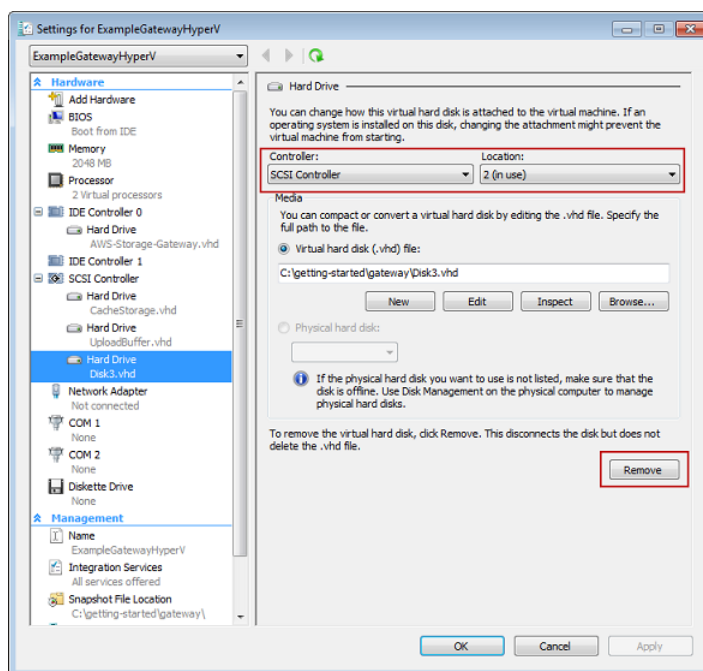 Settings for ExampleGatewayHyperV
ExampleGatewayHyperV
Hardware
Add Hardware
BIOS
Boot from IDE
Memory
2048 MB
Processor
2 Virtual processors
IDE Controller 0
Hard Drive
AWS-Storage-Gateway.vhd
IDE Controller 1
SCSI Controller
Hard Drive
CacheStorage.vhd
Hard Drive
UploadBuffer.vhd
Hard Drive
Disk3.vhd
Network Adapter
Not connected
COM 1
None
COM 2
None
Diskette Drive
None
Management
Name
ExampleGatewayHyperV
Integration Services
All services offered
Snapshot File Location
C:\getting-started\gateway\
Hard Drive
You can change how this virtual hard disk is attached to the virtual machine. If an
operating system is installed on this disk, changing the attachment might prevent the
virtual machine from starting.
Controller: Location:
SCSI Controller 2 (in use)
Media
You can compact or convert a virtual hard disk by editing the .vhd file. Specify the
full path to the file.
Virtual hard disk (.vhd) file:
C:\getting-started\gateway\Disk3.vhd
New Edit Inspect Browse...
Physical hard disk:
If the physical hard disk you want to use is not listed, make sure that the
disk is offline. Use Disk Management on the physical computer to manage
physical hard disks.
To remove the virtual hard disk, click Remove. This disconnects the disk but does not
delete the .vhd file.
Remove
OK Cancel Apply